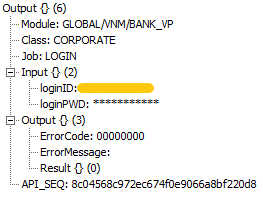 Output {} (6)
Module: GLOBAL/VNM/BANK_VP
Class: CORPORATE
Job: LOGIN
Input {} (2)
loginID:
loginPWD: ***********
Output {} (3)
ErrorCode: 00000000
ErrorMessage:
Result {} (0)
API_SEQ: 8c04568c972ec674f0e9066a8bf220d8